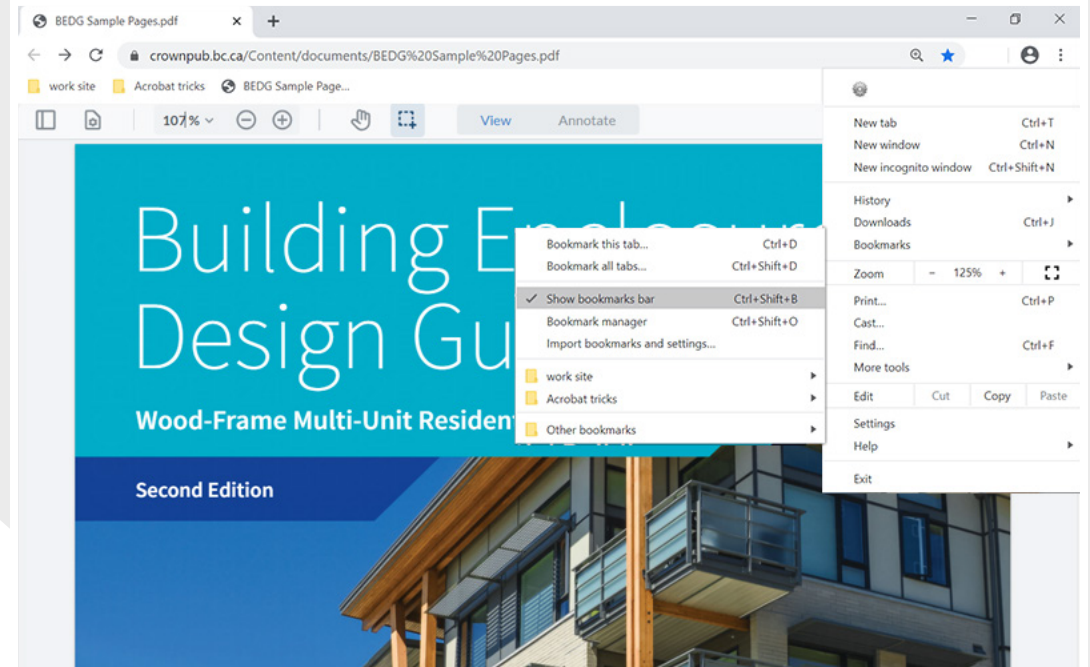 BEDG Sample Pages.pdf
crownpub.bc.ca/Content/documents/BEDG%20Sample%20Pages.pdf
work site Acrobat tricks BEDG Sample Page...
107% View Annotate
New tab Ctrl+T
New window Ctrl+N
New incognito window Ctrl+Shift+N
History
Downloads Ctrl+J
Bookmarks
Zoom - 125% +
Print... Ctrl+P
Cast...
Find... Ctrl+F
More tools
Edit Cut Copy Paste
Settings
Help
Exit
Bookmark this tab... Ctrl+D
Bookmark all tabs... Ctrl+Shift+D
Show bookmarks bar Ctrl+Shift+B
Bookmark manager Ctrl+Shift+O
Import bookmarks and settings...
work site
Acrobat tricks
Other bookmarks
Building
Design
Wood-Frame Multi-Unit
Second Edition